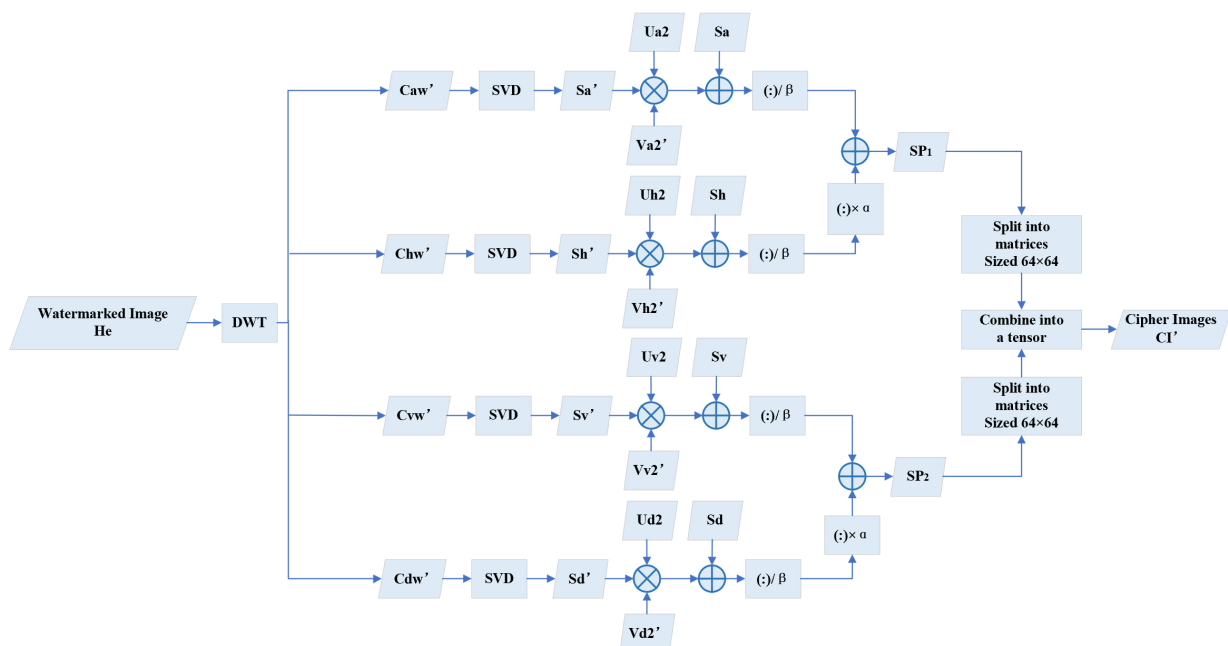 Ua2
Sa
Caw’
SVD
Sa’
(:)/ β
Va2’
SP1
Uh2
Sh
(:)× α
Split into
matrices
Sized 64×64
Chw’
SVD
Sh’
(:)/ β
Vh2’
Watermarked Image
He
DWT
Combine into
a tensor
Cipher Images
CI’
Uv2
Sv
Split into
matrices
Sized 64×64
Cvw’
SVD
Sv’
(:)/ β
Vv2’
SP2
Ud2
Sd
(:)× α
Cdw’
SVD
Sd’
(:)/ β
Vd2’